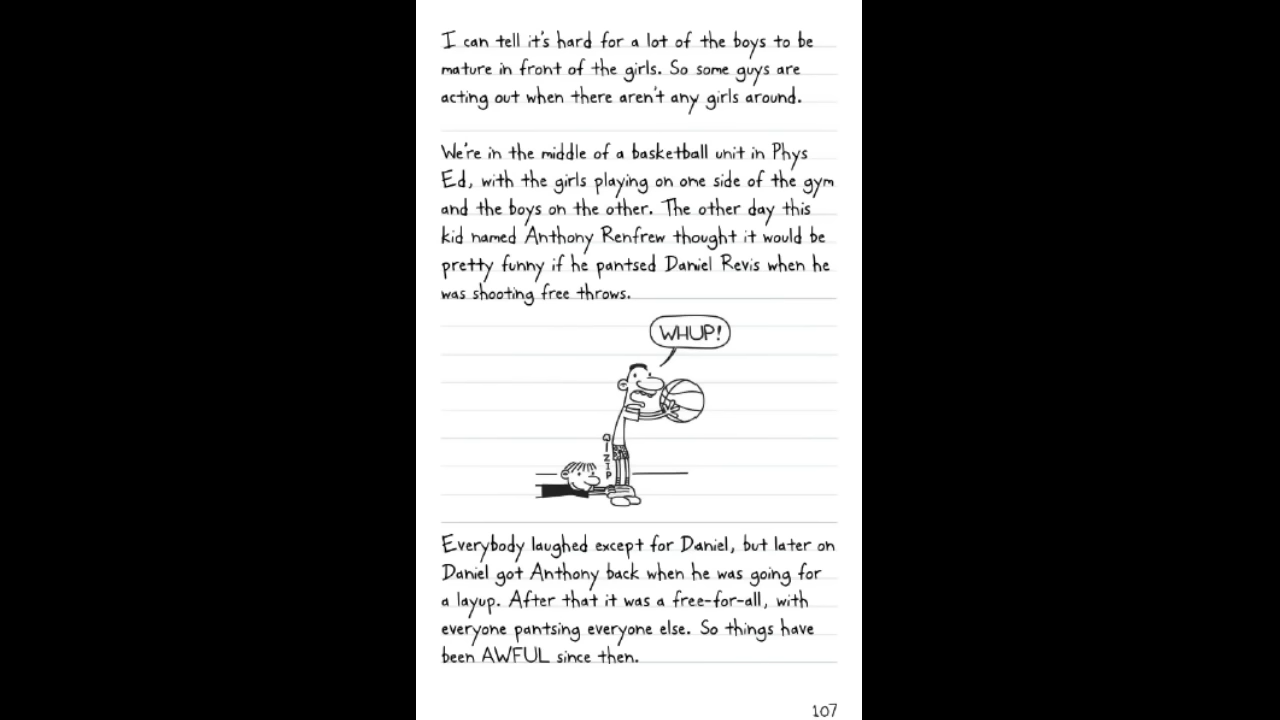 I can tell it's hard for a lot of the boys to be
mature in front of the girls. So some guys are
acting out when there aren't any girls around.
We're in the middle of a basketball unit in Phys
Ed, with the girls playing on one side of the gym
and the boys on the other. The other day this
kid named Anthony Renfrew thought it would be
pretty funny if he pantsed Daniel Revis when he
was shooting free throws.
WHUP!
ZIP
Everybody laughed except for Daniel, but later on
Daniel got Anthony back when he was going for
a layup. After that it was a free-for-all, with
everyone pantsing everyone else. So things have
been AWFUL since then.
107